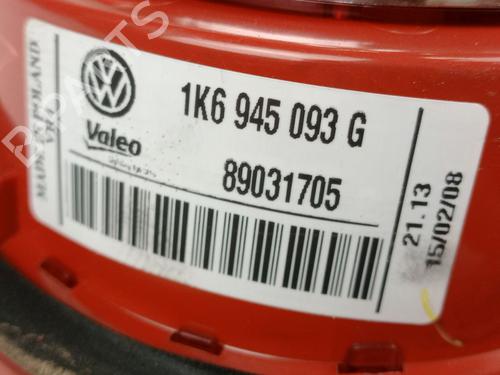 MADE IN POLAND
VW
1K6 945 093 G
Valeo
89031705
21.13
15/02/08